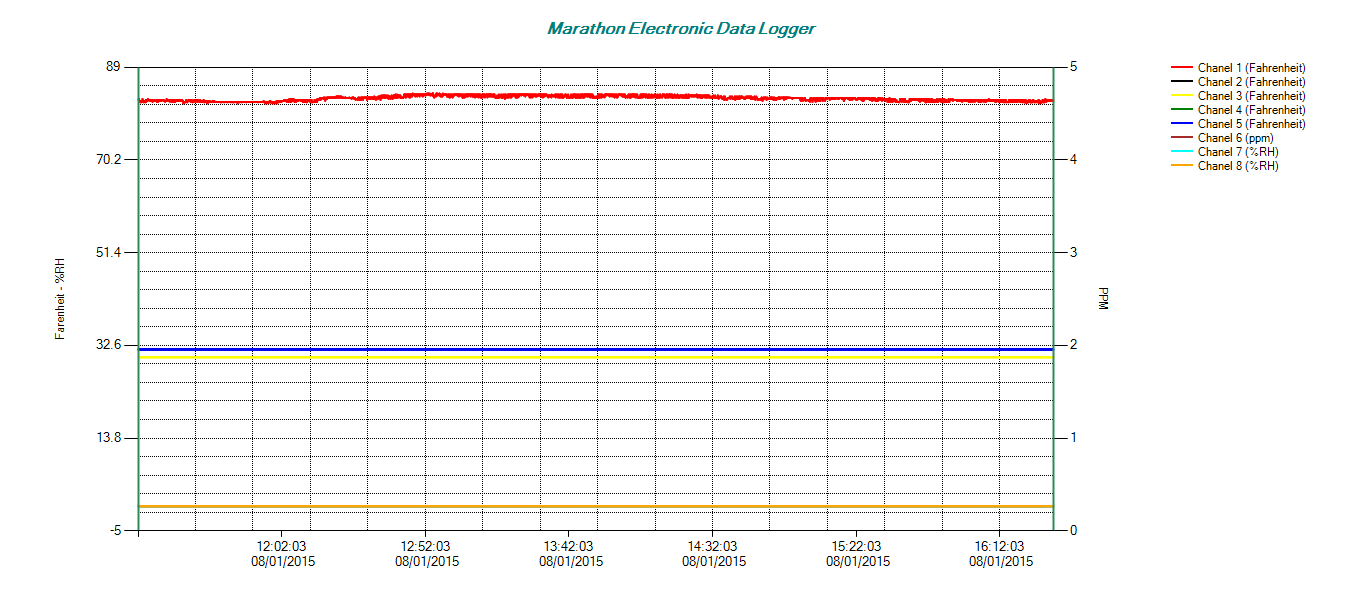 Marathon Electronic Data Logger
89
70.2
51.4
32.6
13.8
-5
Farenheit - %RH
5
4
3
2
1
0
PPM
12:02:03
08/01/2015
12:52:03
08/01/2015
13:42:03
08/01/2015
14:32:03
08/01/2015
15:22:03
08/01/2015
16:12:03
08/01/2015
Chanel 1 (Fahrenheit)
Chanel 2 (Fahrenheit)
Chanel 3 (Fahrenheit)
Chanel 4 (Fahrenheit)
Chanel 5 (Fahrenheit)
Chanel 6 (ppm)
Chanel 7 (%RH)
Chanel 8 (%RH)